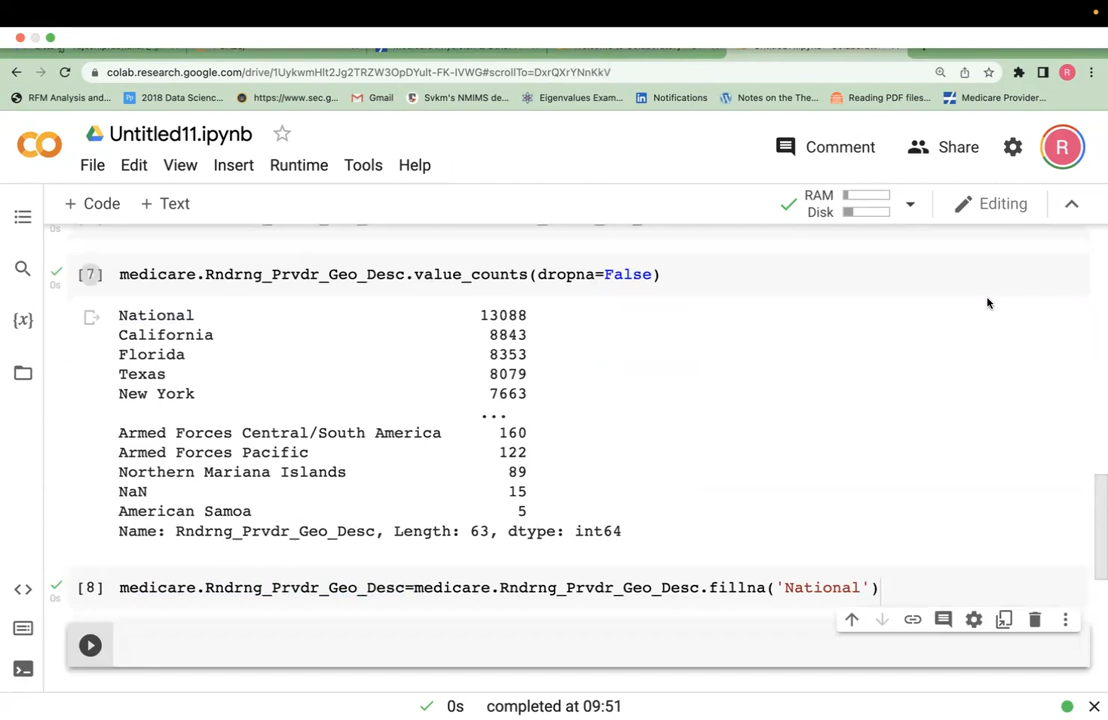 colab.research.google.com/drive/1UykwmHlt2Jg2TRZW3OpDYult-FK-IVWG#scrollTo=DxrQXrYNnKkV
RFM Analysis and... 2018 Data Scienc... https://www.sec.g... Gmail Svkm's NMIMS de... Eigenvalues Exam... Notifications Notes on the The... Reading PDF files... Medicare Provider...
Untitled11.ipynb
Comment Share R
File Edit View Insert Runtime Tools Help
+ Code + Text RAM Disk Editing
0s
[7] medicare.Rndrng_Prvdr_Geo_Desc.value_counts(dropna=False)
0s
National 13088
California 8843
Florida 8353
Texas 8079
New York 7663
...
Armed Forces Central/South America 160
Armed Forces Pacific 122
Northern Mariana Islands 89
NaN 15
American Samoa 5
Name: Rndrng_Prvdr_Geo_Desc, Length: 63, dtype: int64
[8] medicare.Rndrng_Prvdr_Geo_Desc=medicare.Rndrng_Prvdr_Geo_Desc.fillna('National')
0s
0s completed at 09:51